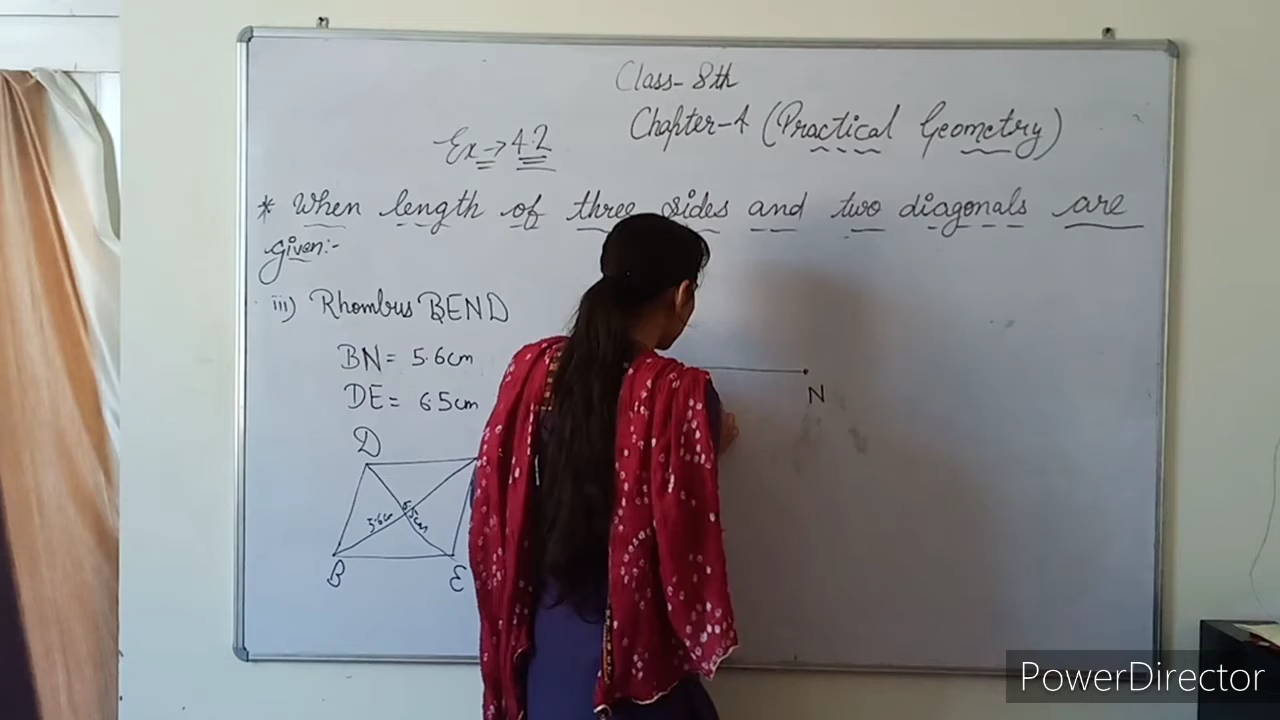 Class-8th
Chapter-4 (Practical Geometry)
Ex→4.2
* When length of three sides and two diagonals are
given:-
iii) Rhombus BEND
BN= 5.6cm
DE= 6.5cm
N
D
5.6cm
6.5cm
B
E
PowerDirector